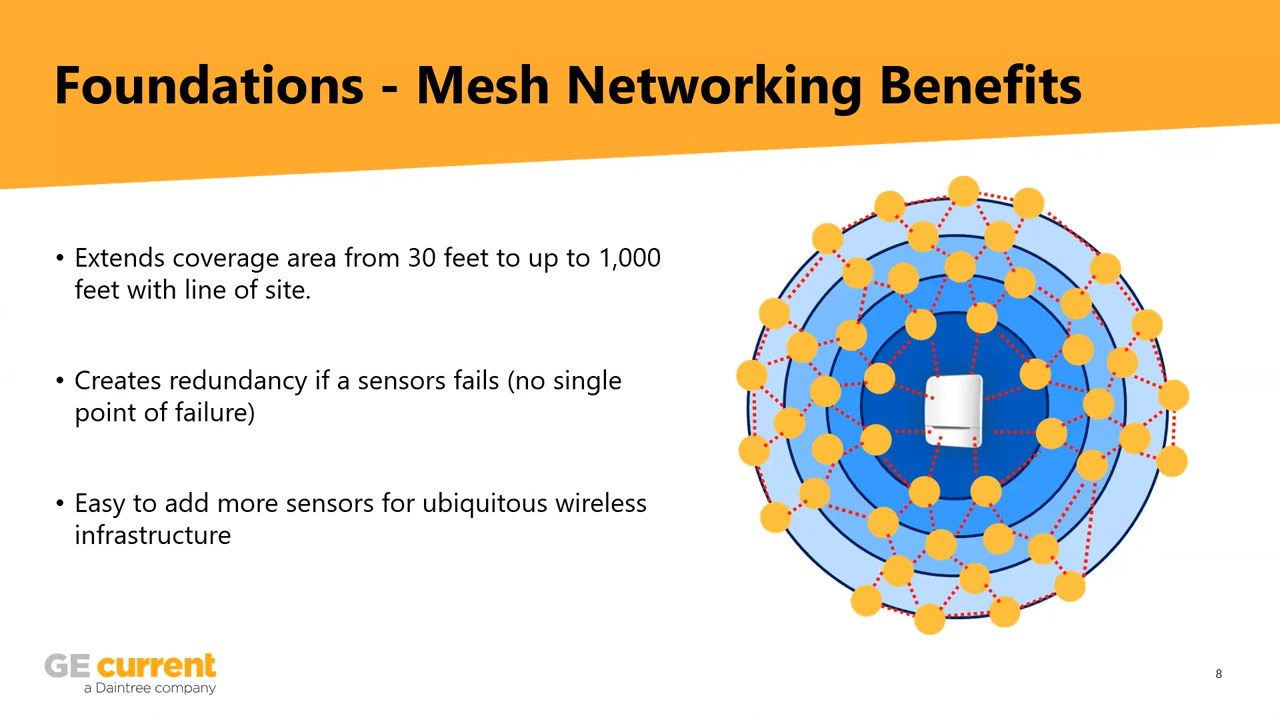 Foundations - Mesh Networking Benefits
• Extends coverage area from 30 feet to up to 1,000
feet with line of site.
• Creates redundancy if a sensors fails (no single
point of failure)
• Easy to add more sensors for ubiquitous wireless
infrastructure
GE current
a Daintree company
8